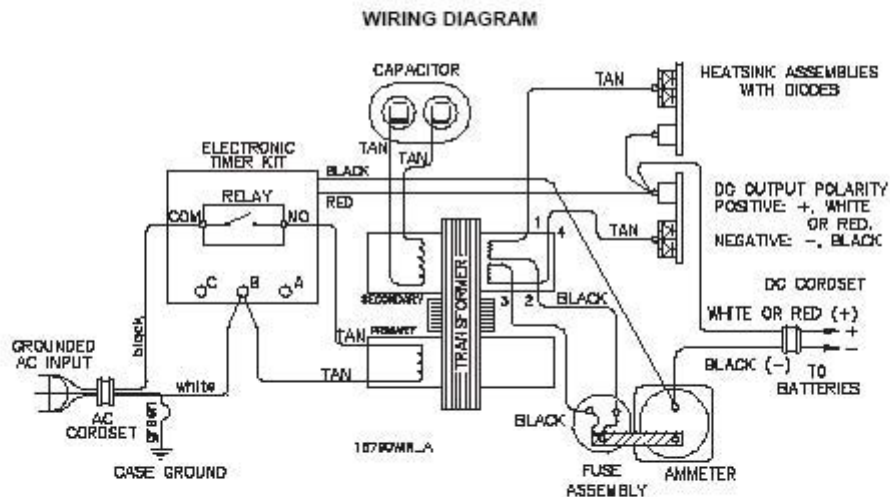 WIRING DIAGRAM
CAPACITOR
TAN
HEATSINK ASSEMBLIES
WITH DIODES
ELECTRONIC
TIMER KIT
TAN
TAN
BLACK
RELAY
RED
COM
NO
DC OUTPUT POLARITY
POSITIVE: +, WHITE
OR RED.
NEGATIVE: -, BLACK
1
4
TAN
C
B
A
TRANSFORMER
SECONDARY
3
2
BLACK
DC CORDSET
WHITE OR RED (+)
+
PRIMARY
TAN
black
BLACK (-)
-
TO
BATTERIES
GROUNDED
AC INPUT
white
TAN
AC
CORDSET
green
BLACK
CASE GROUND
FUSE
ASSEMBLY
AMMETER